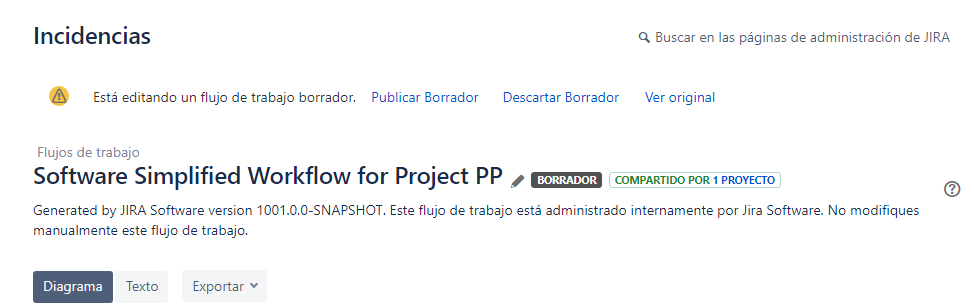 Incidencias
Buscar en las páginas de administración de JIRA
Está editando un flujo de trabajo borrador. Publicar Borrador Descartar Borrador Ver original
Flujos de trabajo
Software Simplified Workflow for Project PP BORRADOR COMPARTIDO POR 1 PROYECTO
Generated by JIRA Software version 1001.0.0-SNAPSHOT. Este flujo de trabajo está administrado internamente por Jira Software. No modifiques
manualmente este flujo de trabajo.
Diagrama Texto Exportar